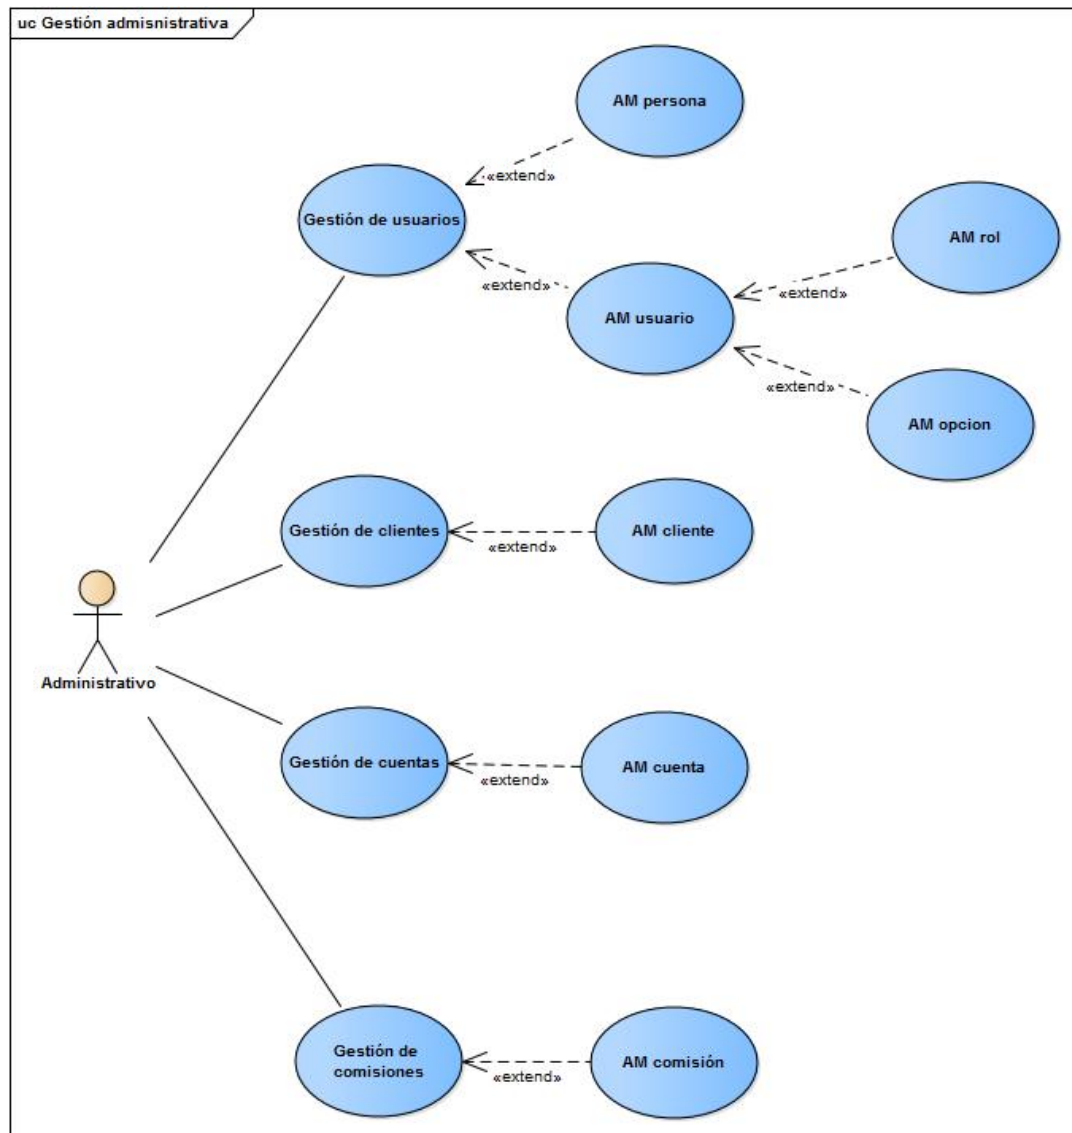 uc Gestión admisnistrativa
AM persona
«extend»
Gestión de usuarios
AM rol
«extend»
«extend»
AM usuario
«extend»
AM opcion
Gestión de clientes
AM cliente
«extend»
Administrativo
Gestión de cuentas
AM cuenta
«extend»
Gestión de
comisiones
AM comisión
«extend»